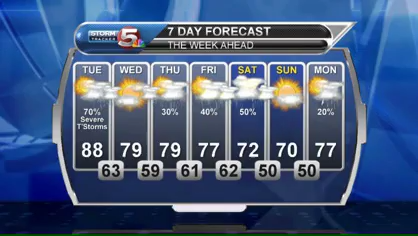 STORM
TRACKER
5
7 DAY FORECAST
THE WEEK AHEAD
TUE WED THU FRI SAT SUN MON
70% 30% 40% 50% 20%
Severe
T'Storms
88 79 79 77 72 70 77
63 59 61 62 50 50